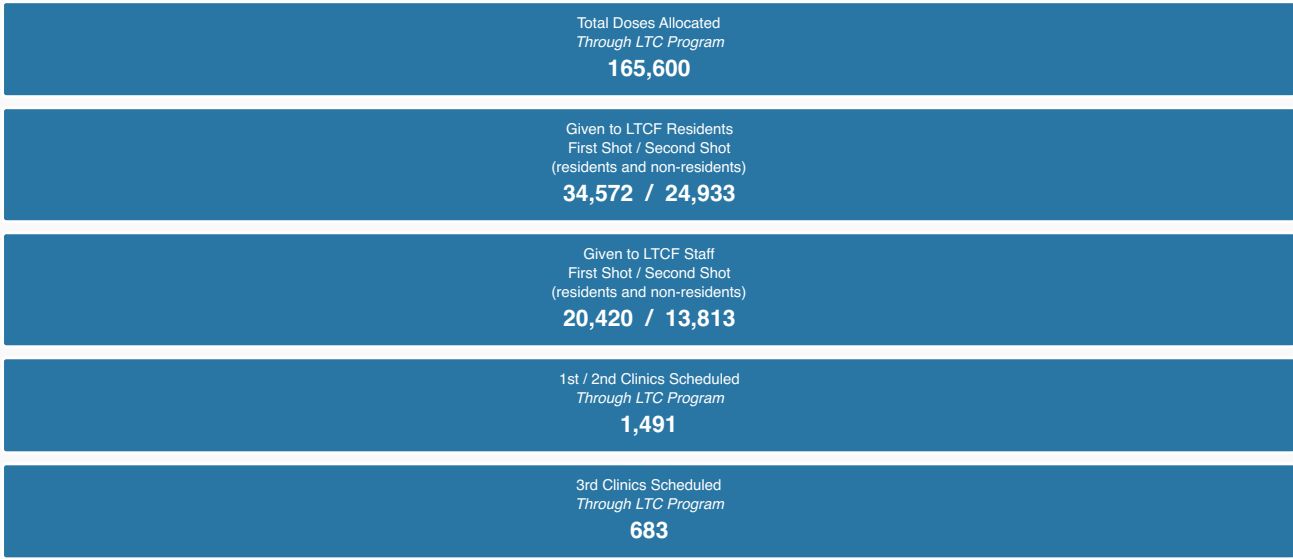 Total Doses Allocated
Through LTC Program
165,600
Given to LTCF Residents
First Shot / Second Shot
(residents and non-residents)
34,572 / 24,933
Given to LTCF Staff
First Shot / Second Shot
(residents and non-residents)
20,420 / 13,813
1st / 2nd Clinics Scheduled
Through LTC Program
1,491
3rd Clinics Scheduled
Through LTC Program
683